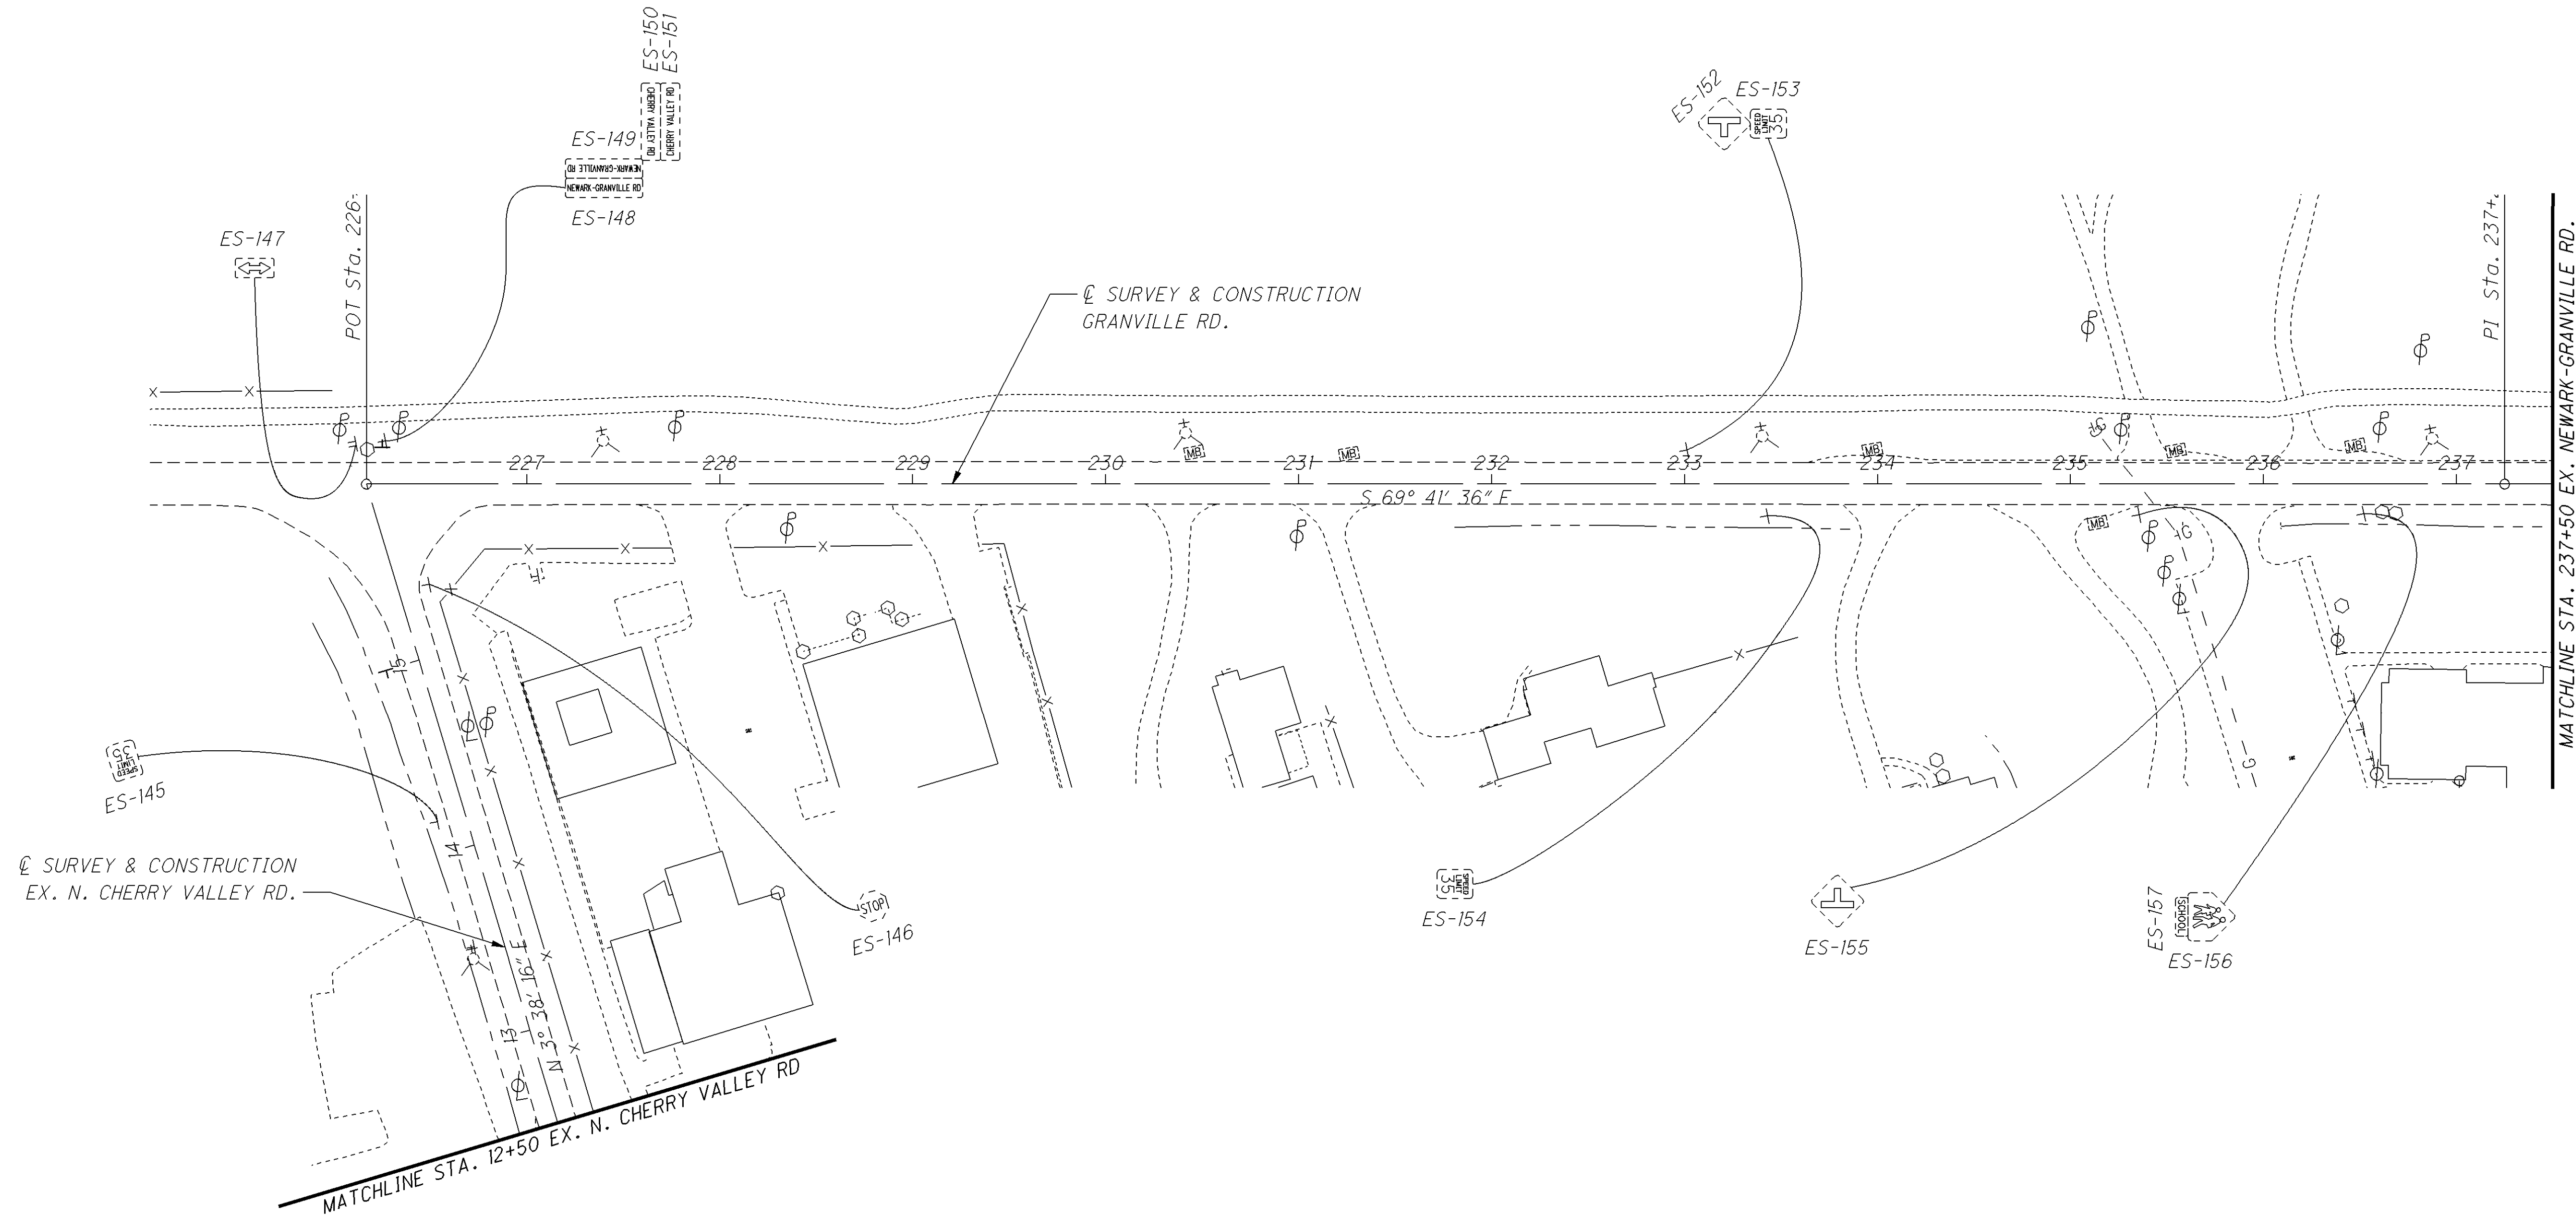 ES-150
ES-151
CHERRY VALLEY RD
CHERRY VALLEY RD
ES-149
NEWARK-GRANVILLE RD
NEWARK-GRANVILLE RD
ES-148
ES-147
POT Sta. 226+
ES-152
ES-153
SPEED
LIMIT
35
℄ SURVEY & CONSTRUCTION
GRANVILLE RD.
PI Sta. 237+
MATCHLINE STA. 237+50 EX. NEWARK-GRANVILLE RD.
X X
MB MB MB MB MB
G
227 228 229 230 231 232 233 234 235 236 237
S 69° 41' 36" E
MB
G
X X X
X
X
X
X
X
X
15
X
X
G
SPEED
LIMIT
35
ES-145
14
X
℄ SURVEY & CONSTRUCTION
EX. N. CHERRY VALLEY RD.
STOP
ES-146
SPEED
LIMIT
35
ES-154
ES-155
ES-157
SCHOOL
ES-156
X
13
N 3° 38' 16" E
X
MATCHLINE STA. 12+50 EX. N. CHERRY VALLEY RD